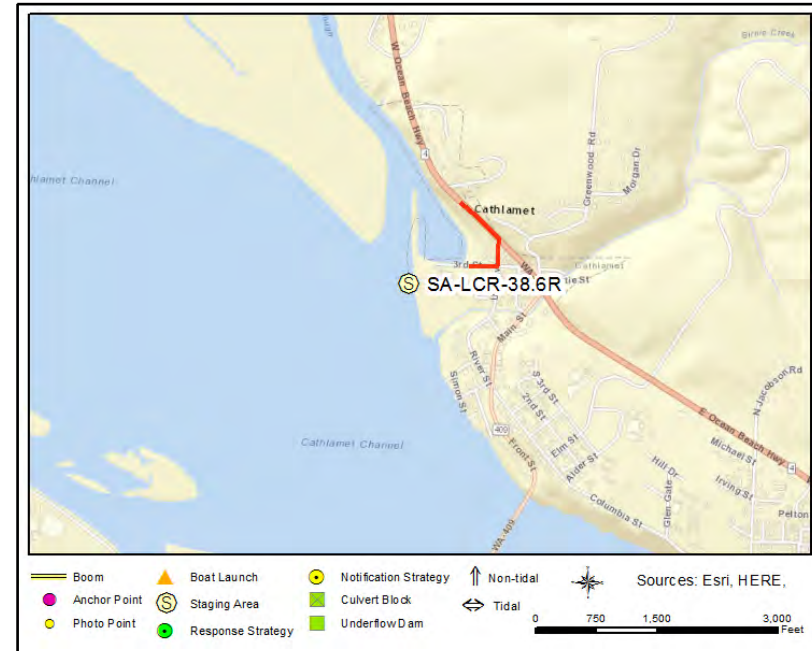 Birnie Creek
W Ocean Beach Hwy
4
Greenwood Rd
Morgan Dr
hlamet Channel
Cathlamet
3rd St
Cathlamet
S SA-LCR-38.6R
Main St
River St
Simon St
S 3rd St
2nd St
Elm St
Alder St
N Jacobson Rd
E Ocean Beach Hwy
4
Michael St
Irving St
Hill Dr
Glen Gate
Pelton
Cathlamet Channel
409
Front St
Columbia St
WA-409
Boom
Boat Launch
Notification Strategy
Non-tidal
Sources: Esri, HERE,
Anchor Point
S Staging Area
Culvert Block
Tidal
Photo Point
Response Strategy
Underflow Dam
0 750 1,500 3,000
Feet